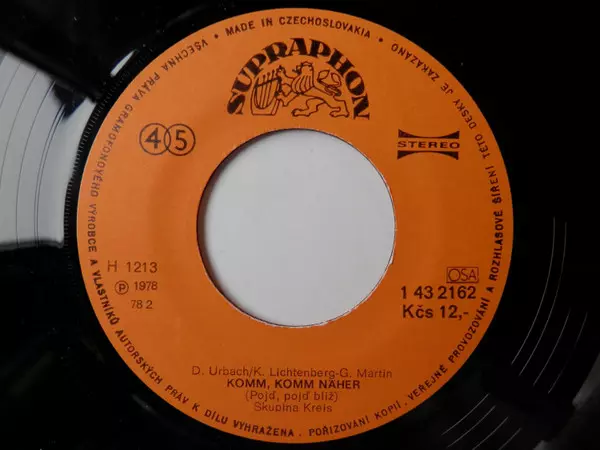 • MADE IN CZECHOSLOVAKIA •
VŠECHNA PRÁVA GRAMOFONOVÉHO VÝROBCE A VLASTNÍKŮ AUTORSKÝCH PRÁV K DÍLU VYHRAŽENA. POŘIZOVÁNÍ KOPIÍ, VEŘEJNÉ PROVOZOVÁNÍ A ROZHLASOVÉ ŠÍŘENÍ TÉTO DESKY JE ZAKÁZÁNO
SUPRAPHON
45
STEREO
H 1213
Ⓟ 1978
78 2
OSA
1 43 2162
Kčs 12,-
D. Urbach/K. Lichtenberg-G. Martin
KOMM, KOMM NÄHER
(Pojď, pojď blíž)
Skupina Kreis